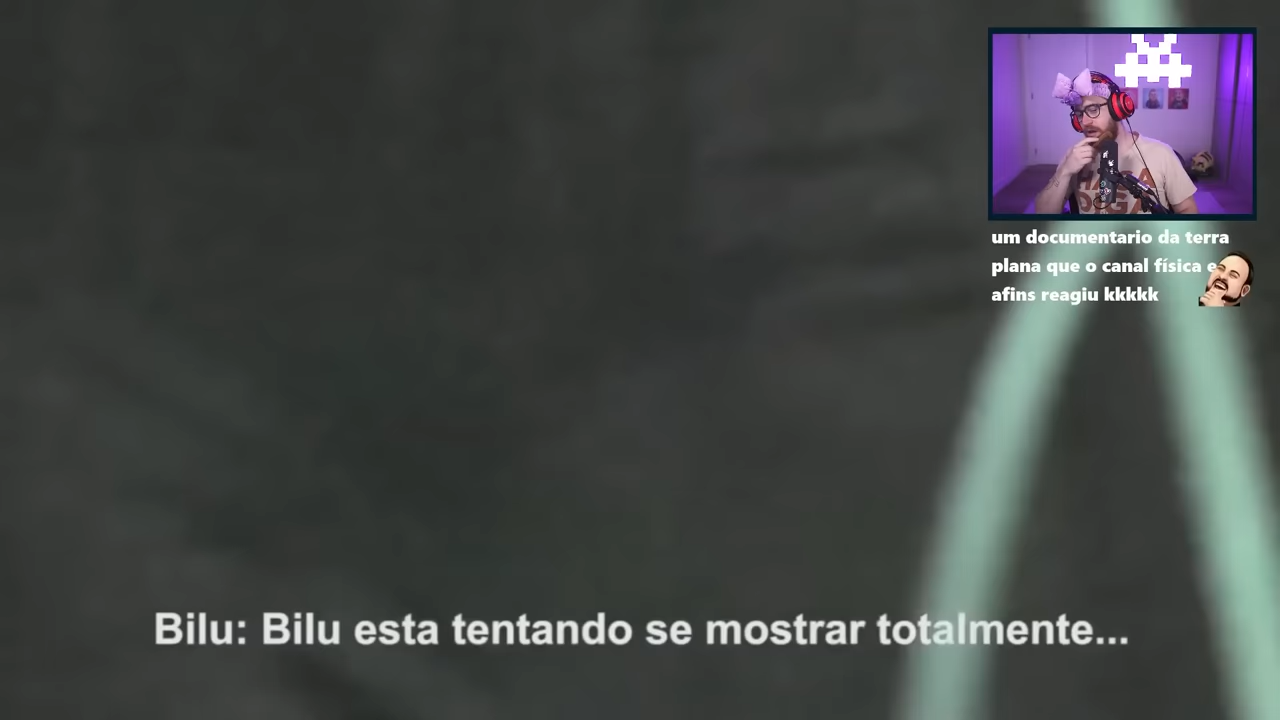 um documentario da terra
plana que o canal física e
afins reagiu kkkkk
Bilu: Bilu esta tentando se mostrar totalmente...